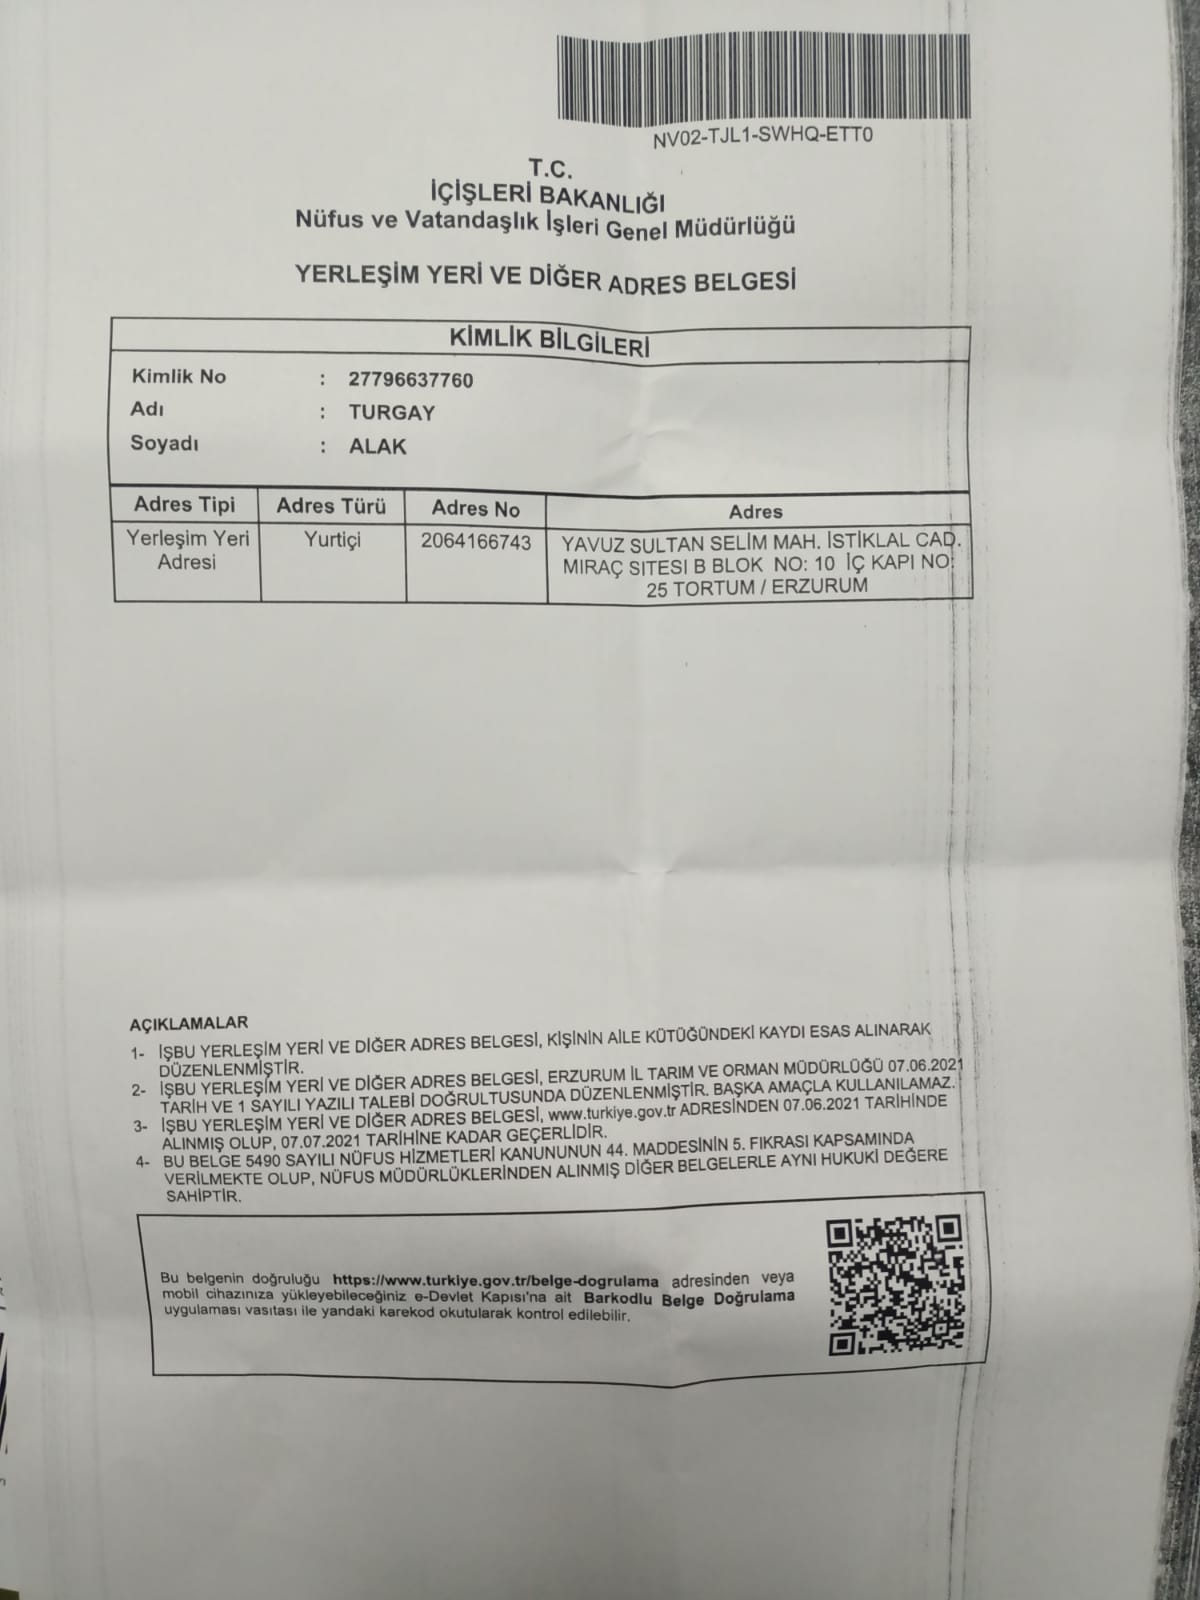 NV02-TJL1-SWHQ-ETT0
T.C.
İÇİŞLERİ BAKANLIĞI
Nüfus ve Vatandaşlık İşleri Genel Müdürlüğü
YERLEŞİM YERİ VE DİĞER ADRES BELGESİ
KİMLİK BİLGİLERİ
Kimlik No : 27796637760
Adı : TURGAY
Soyadı : ALAK
Adres Tipi Adres Türü Adres No Adres
Yerleşim Yeri Yurtiçi 2064166743 YAVUZ SULTAN SELİM MAH. İSTİKLAL CAD.
Adresi MIRAÇ SITESI B BLOK NO: 10 İÇ KAPI NO:
25 TORTUM / ERZURUM
AÇIKLAMALAR
1- İŞBU YERLEŞİM YERİ VE DİĞER ADRES BELGESİ, KİŞİNİN AİLE KÜTÜĞÜNDEKİ KAYDI ESAS ALINARAK
DÜZENLENMİŞTİR.
2- İŞBU YERLEŞİM YERİ VE DİĞER ADRES BELGESİ, ERZURUM İL TARIM VE ORMAN MÜDÜRLÜĞÜ 07.06.2021
TARİH VE 1 SAYILI YAZILI TALEBİ DOĞRULTUSUNDA DÜZENLENMİŞTİR. BAŞKA AMAÇLA KULLANILAMAZ.
3- İŞBU YERLEŞİM YERİ VE DİĞER ADRES BELGESİ, www.turkiye.gov.tr ADRESİNDEN 07.06.2021 TARİHİNDE
ALINMIŞ OLUP, 07.07.2021 TARİHİNE KADAR GEÇERLİDİR.
4- BU BELGE 5490 SAYILI NÜFUS HİZMETLERİ KANUNUNUN 44. MADDESİNİN 5. FIKRASI KAPSAMINDA
VERİLMEKTE OLUP, NÜFUS MÜDÜRLÜKLERİNDEN ALINMIŞ DİĞER BELGELERLE AYNI HUKUKİ DEĞERE
SAHİPTİR.
Bu belgenin doğruluğu https://www.turkiye.gov.tr/belge-dogrulama adresinden veya
mobil cihazınıza yükleyebileceğiniz e-Devlet Kapısı'na ait Barkodlu Belge Doğrulama
uygulaması vasıtası ile yandaki karekod okutularak kontrol edilebilir.